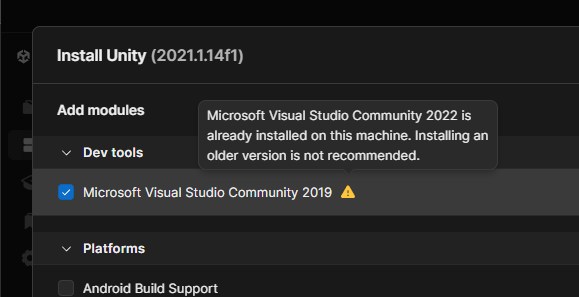 Install Unity (2021.1.14f1)
Add modules
Microsoft Visual Studio Community 2022 is
already installed on this machine. Installing an
older version is not recommended.
Dev tools
Microsoft Visual Studio Community 2019
Platforms
Android Build Support